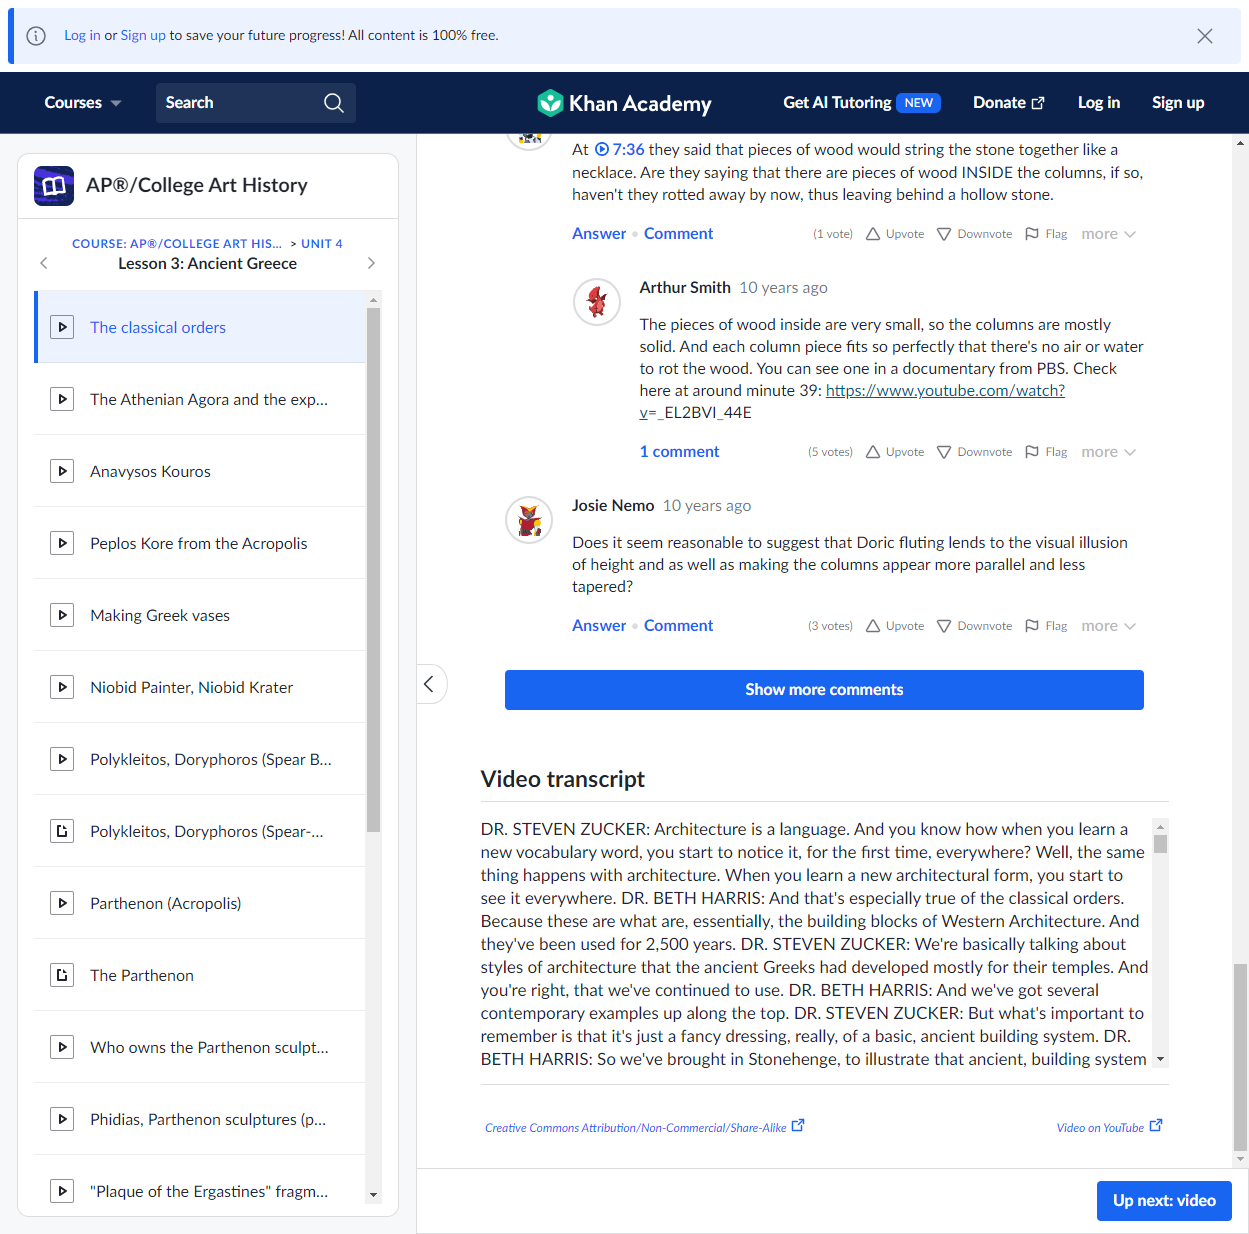 Log in or Sign up to save your future progress! All content is 100% free.
Courses
Search
Khan Academy
Get AI Tutoring NEW
Donate
Log in
Sign up
AP®/College Art History
COURSE: AP®/COLLEGE ART HIS... > UNIT 4
Lesson 3: Ancient Greece
The classical orders
The Athenian Agora and the exp...
Anavysos Kouros
Peplos Kore from the Acropolis
Making Greek vases
Niobid Painter, Niobid Krater
Polykleitos, Doryphoros (Spear B...
Polykleitos, Doryphoros (Spear-...
Parthenon (Acropolis)
The Parthenon
Who owns the Parthenon sculpt...
Phidias, Parthenon sculptures (p...
"Plaque of the Ergastines" fragm...
At 7:36 they said that pieces of wood would string the stone together like a
necklace. Are they saying that there are pieces of wood INSIDE the columns, if so,
haven't they rotted away by now, thus leaving behind a hollow stone.
Answer • Comment (1 vote) Upvote Downvote Flag more
Arthur Smith 10 years ago
The pieces of wood inside are very small, so the columns are mostly
solid. And each column piece fits so perfectly that there's no air or water
to rot the wood. You can see one in a documentary from PBS. Check
here at around minute 39: https://www.youtube.com/watch?
v=_EL2BVI_44E
1 comment (5 votes) Upvote Downvote Flag more
Josie Nemo 10 years ago
Does it seem reasonable to suggest that Doric fluting lends to the visual illusion
of height and as well as making the columns appear more parallel and less
tapered?
Answer • Comment (3 votes) Upvote Downvote Flag more
Show more comments
Video transcript
DR. STEVEN ZUCKER: Architecture is a language. And you know how when you learn a
new vocabulary word, you start to notice it, for the first time, everywhere? Well, the same
thing happens with architecture. When you learn a new architectural form, you start to
see it everywhere. DR. BETH HARRIS: And that's especially true of the classical orders.
Because these are what are, essentially, the building blocks of Western Architecture. And
they've been used for 2,500 years. DR. STEVEN ZUCKER: We're basically talking about
styles of architecture that the ancient Greeks had developed mostly for their temples. And
you're right, that we've continued to use. DR. BETH HARRIS: And we've got several
contemporary examples up along the top. DR. STEVEN ZUCKER: But what's important to
remember is that it's just a fancy dressing, really, of a basic, ancient building system. DR.
BETH HARRIS: So we've brought in Stonehenge, to illustrate that ancient, building system
Creative Commons Attribution/Non-Commercial/Share-Alike
Video on YouTube
Up next: video